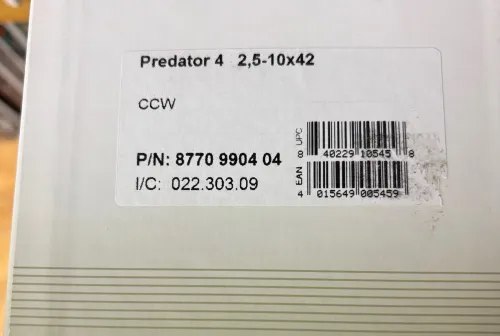 Predator 4 2,5-10x42
CCW
P/N: 8770 9904 04
I/C: 022.303.09
UPC
8 40229 10545 8
EAN
4 015649 005459